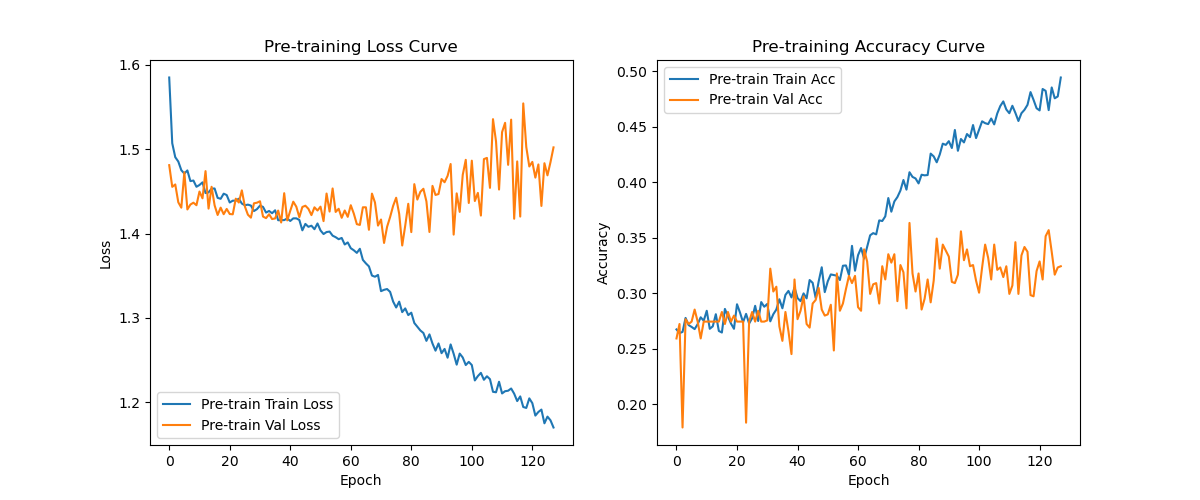 Pre-training Loss Curve
1.6
1.5
1.4
1.3
1.2
Loss
Pre-train Train Loss
Pre-train Val Loss
0 20 40 60 80 100 120
Epoch
Pre-training Accuracy Curve
0.50
0.45
0.40
0.35
0.30
0.25
0.20
Accuracy
Pre-train Train Acc
Pre-train Val Acc
0 20 40 60 80 100 120
Epoch